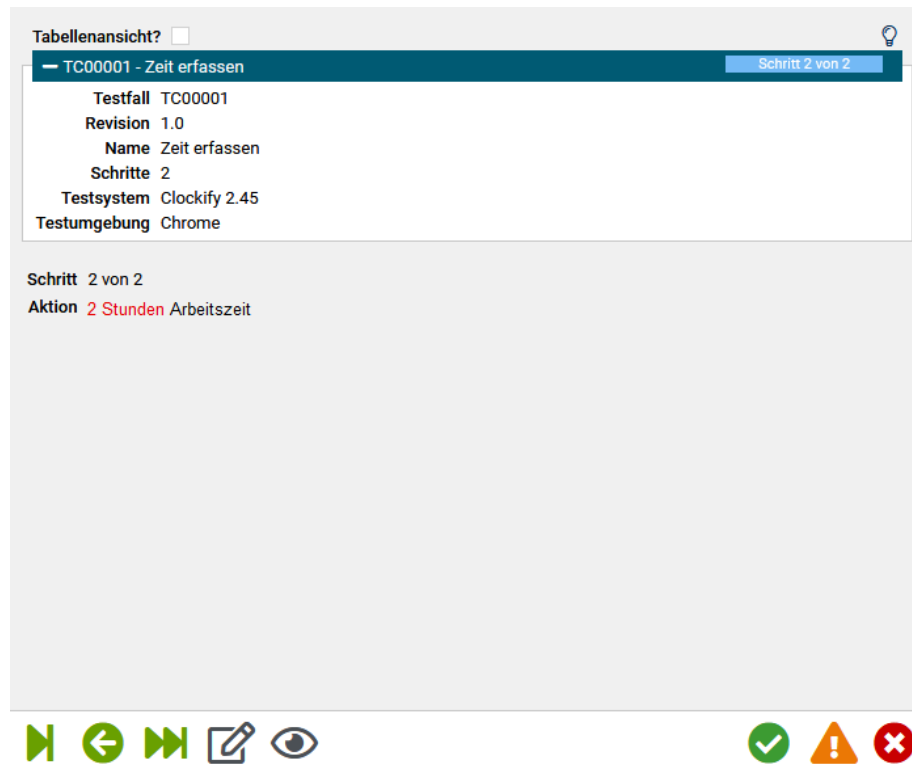 Tabellenansicht?
TC00001 - Zeit erfassen Schritt 2 von 2
Testfall TC00001
Revision 1.0
Name Zeit erfassen
Schritte 2
Testsystem Clockify 2.45
Testumgebung Chrome
Schritt 2 von 2
Aktion 2 Stunden Arbeitszeit